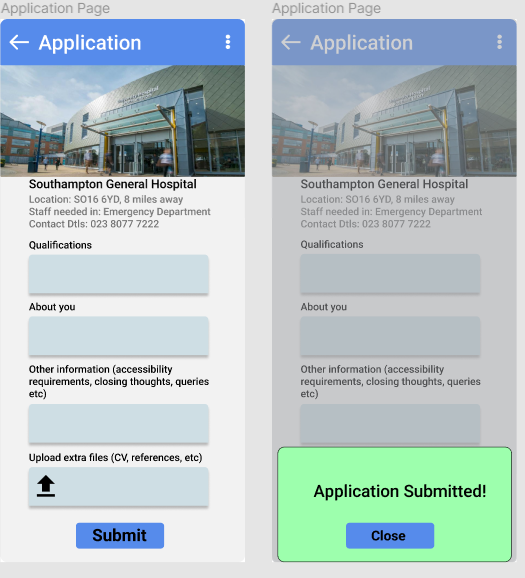 Application Page
Application
Southampton General Hospital
Location: SO16 6YD, 8 miles away
Staff needed in: Emergency Department
Contact Dtls: 023 8077 7222
Qualifications
About you
Other information (accessibility
requirements, closing thoughts, queries
etc)
Upload extra files (CV, references, etc)
Submit
Application Page
Application
Southampton General Hospital
Location: SO16 6YD, 8 miles away
Staff needed in: Emergency Department
Contact Dtls: 023 8077 7222
Qualifications
About you
Other information (accessibility
requirements, closing thoughts, queries
etc)
Application Submitted!
Close